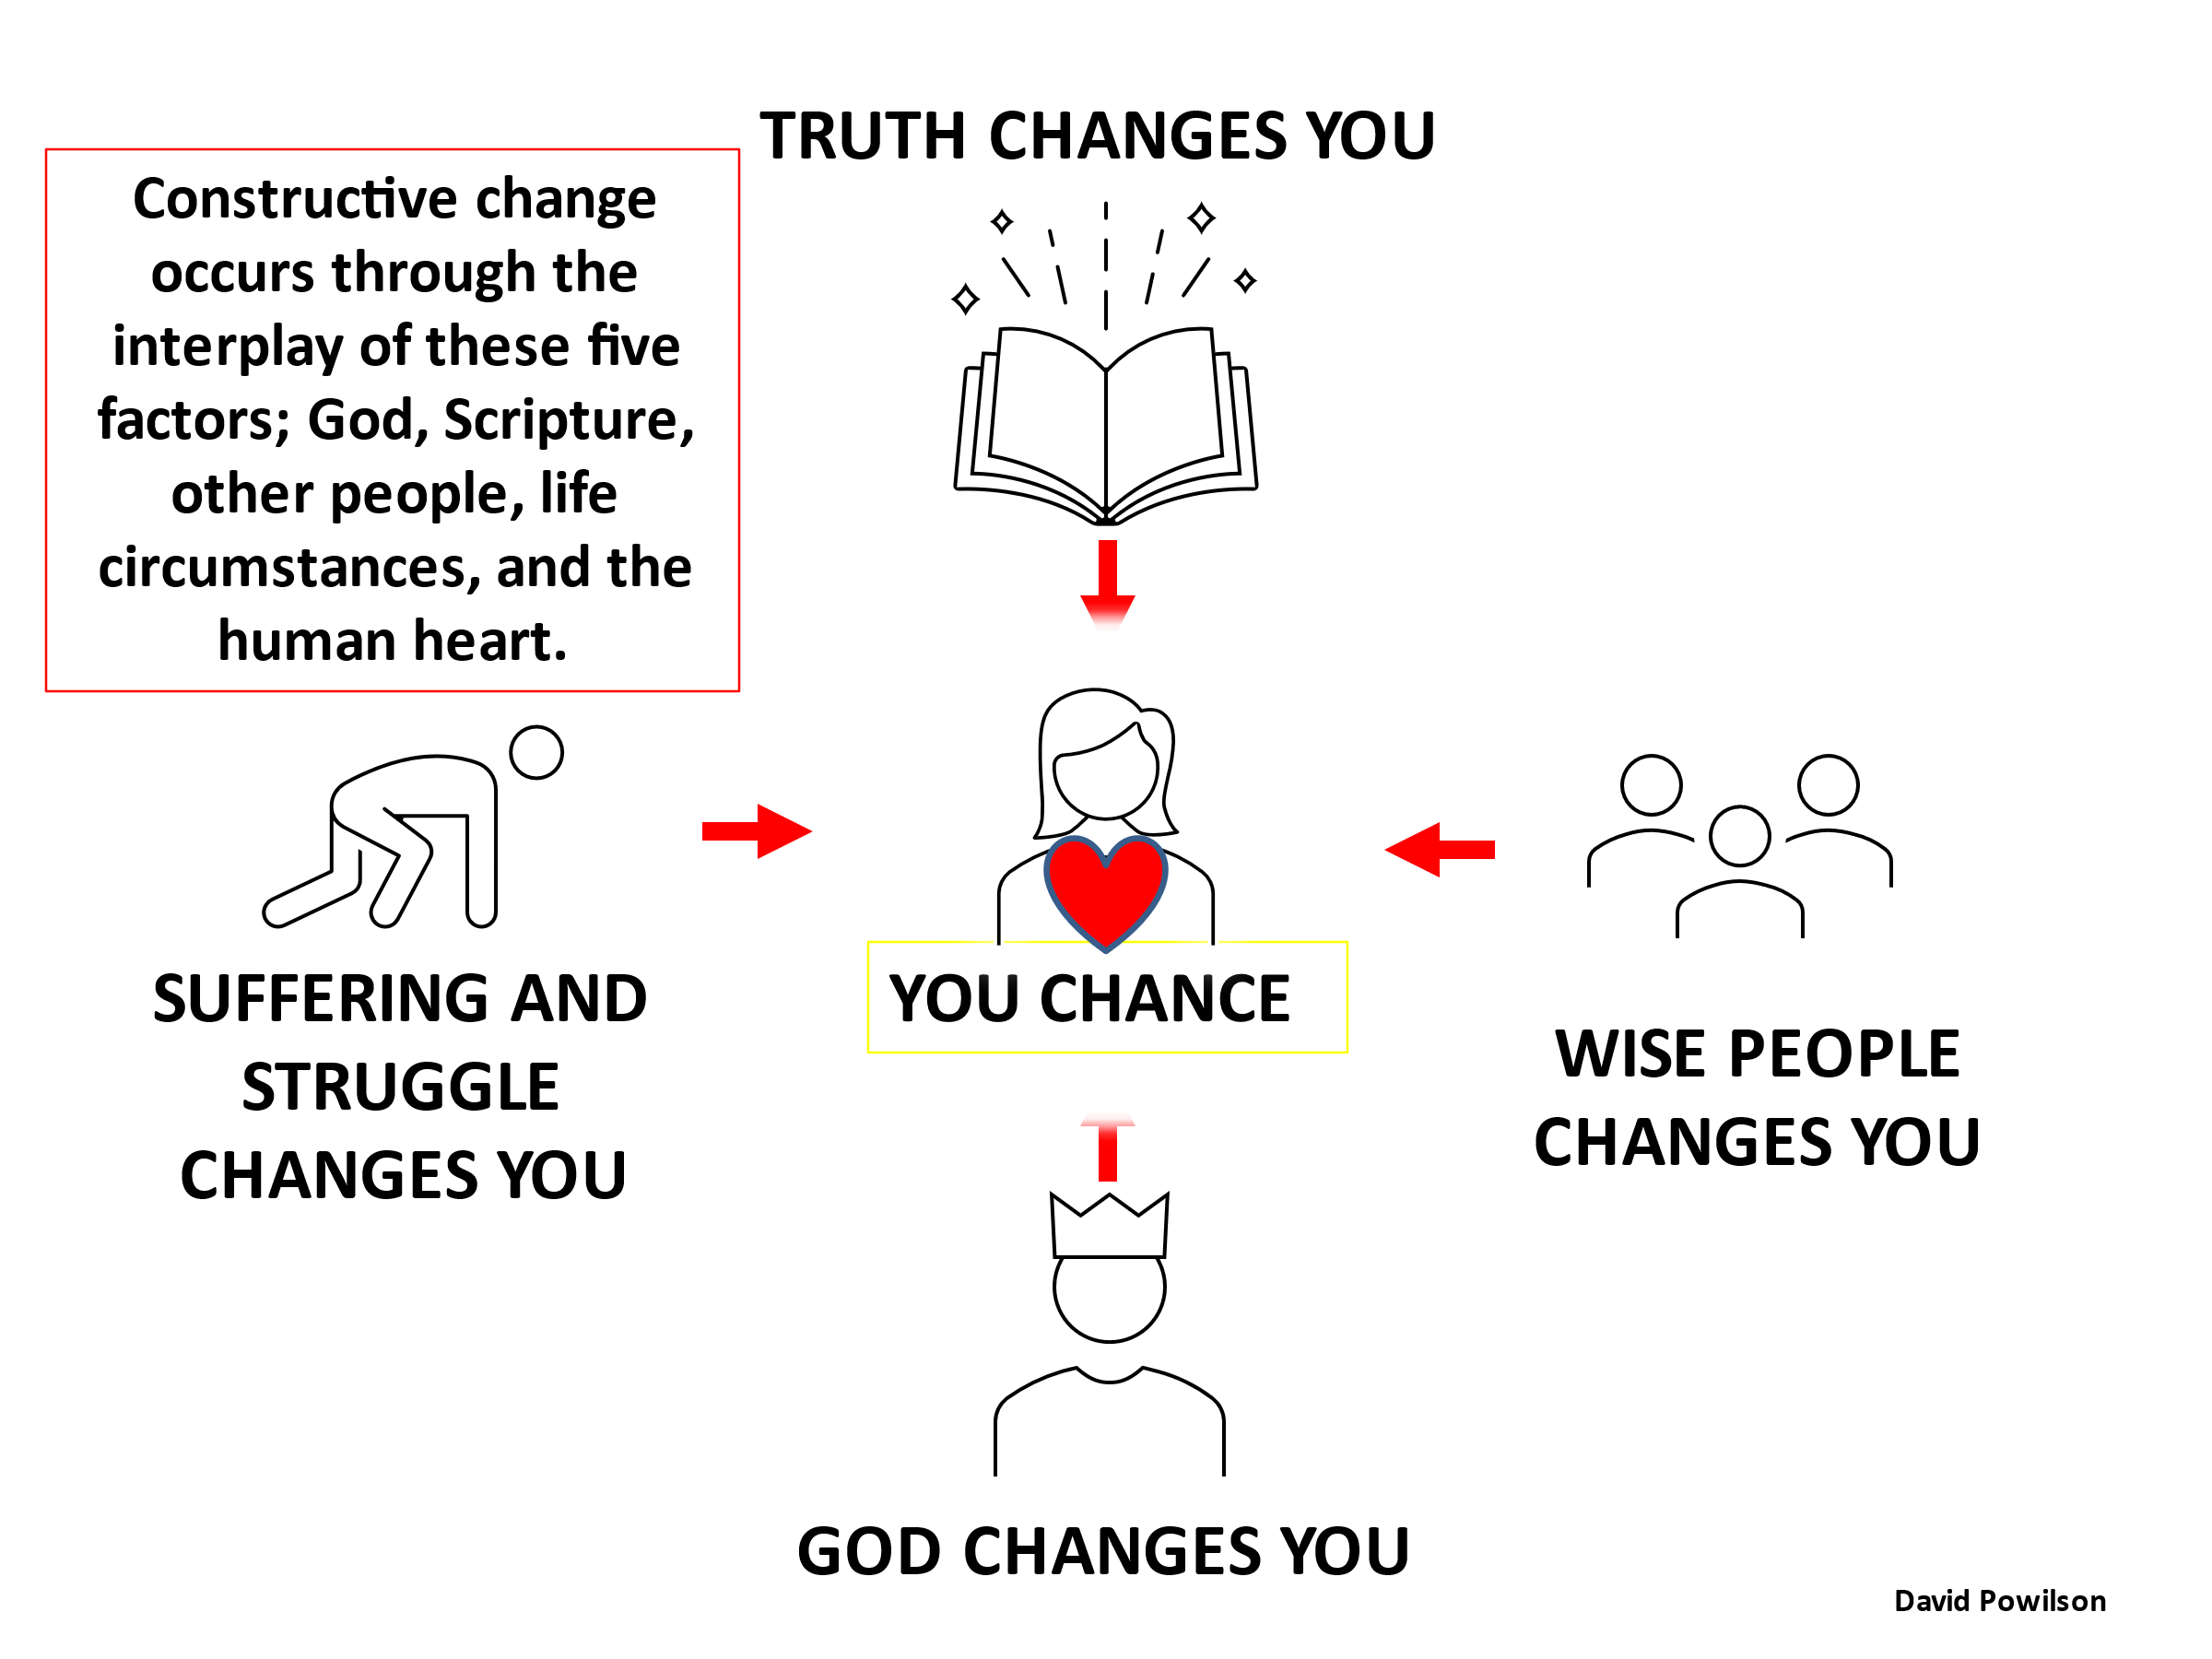 TRUTH CHANGES YOU
Constructive change
occurs through the
interplay of these five
factors; God, Scripture,
other people, life
circumstances, and the
human heart.
SUFFERING AND
STRUGGLE
CHANGES YOU
YOU CHANCE
WISE PEOPLE
CHANGES YOU
GOD CHANGES YOU
David Powilson